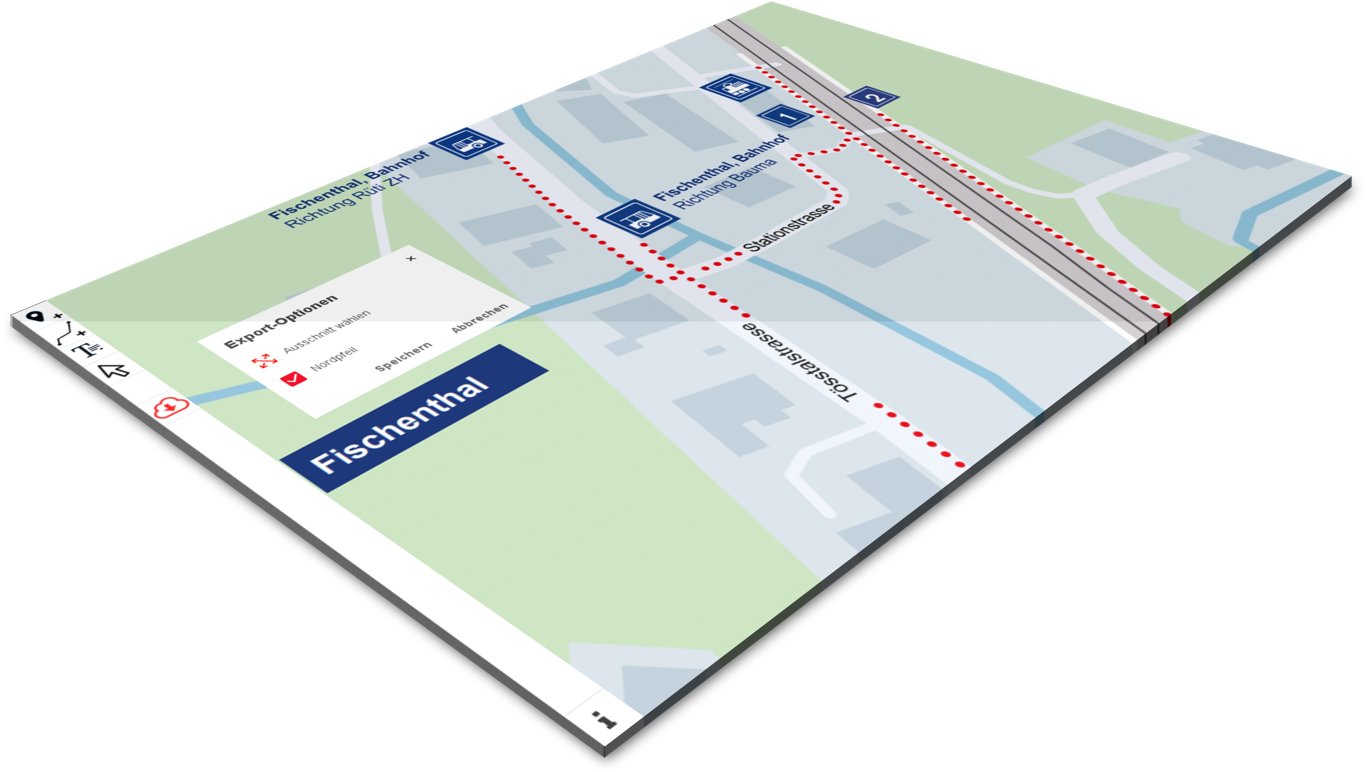 2
1
Fischenthal, Bahnhof
Richtung Rüti ZH
Fischenthal, Bahnhof
Richtung Bauma
Stationstrasse
Tösstalstrasse
×
Export-Optionen
Ausschnitt wählen
Nordpfeil
Speichern Abbrechen
Fischenthal
T
i